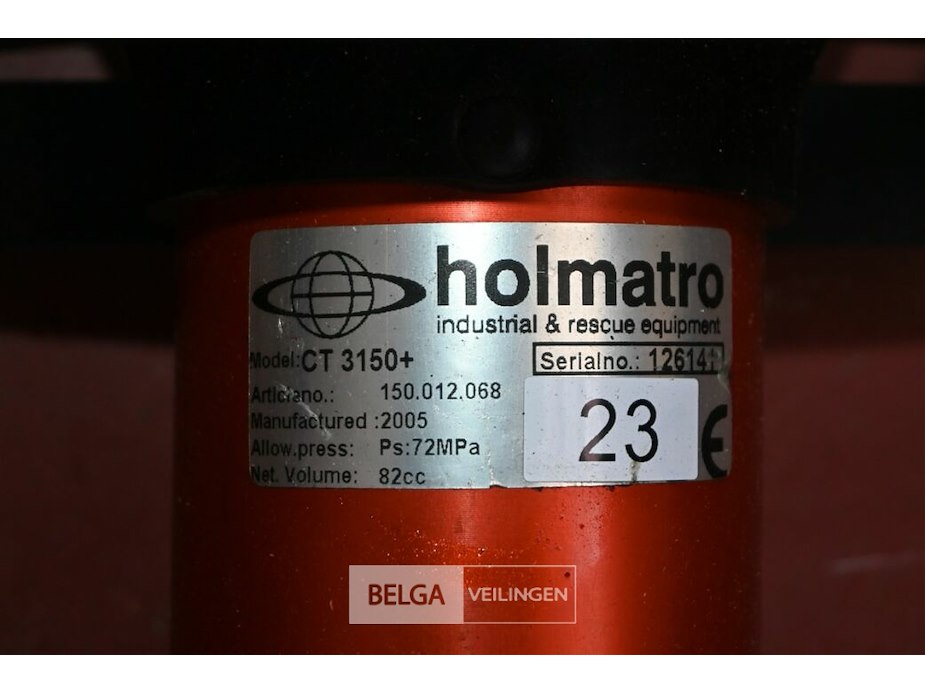 holmatro
industrial & rescue equipment
Model: CT 3150+
Serialno.:
150.012.068
Manufactured :2005
Allow.press: Ps:72MPa
Net. Volume: 82cc
23
CE
BELGA VEILINGEN